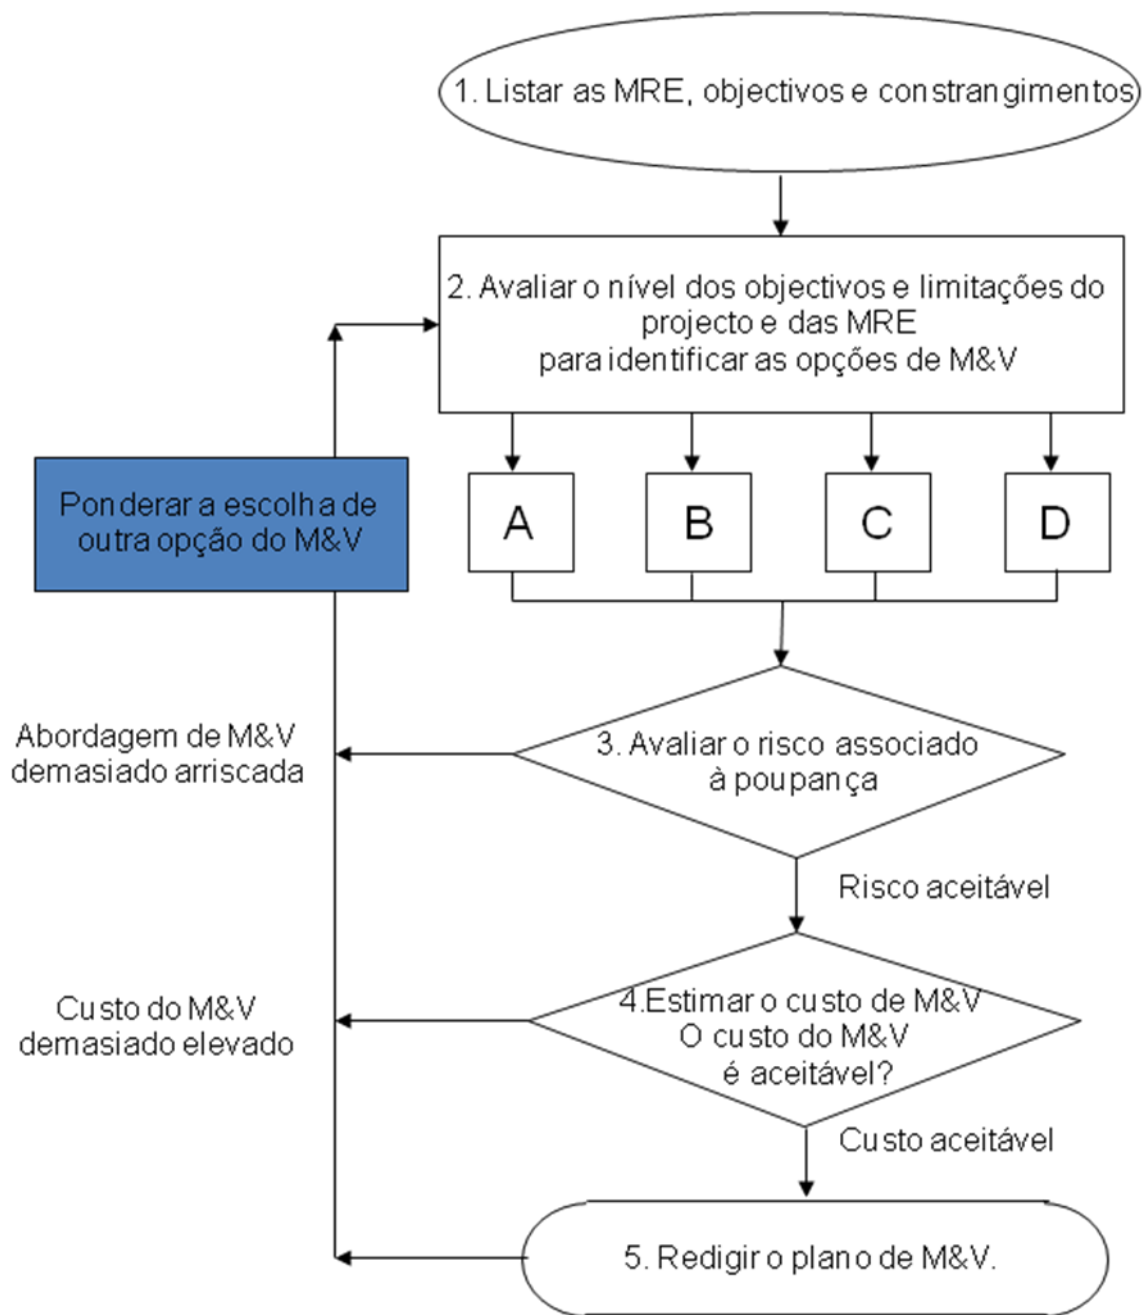 1. Listar as MRE, objectivos e constrangimentos
2. Avaliar o nível dos objectivos e limitações do
projecto e das MRE
para identificar as opções de M&V
Ponderar a escolha de
outra opção do M&V
A
B
C
D
Abordagem de M&V
demasiado arriscada
3. Avaliar o risco associado
à poupança
Risco aceitável
Custo do M&V
demasiado elevado
4.Estimar o custo de M&V
O custo do M&V
é aceitável?
Custo aceitável
5. Redigir o plano de M&V.